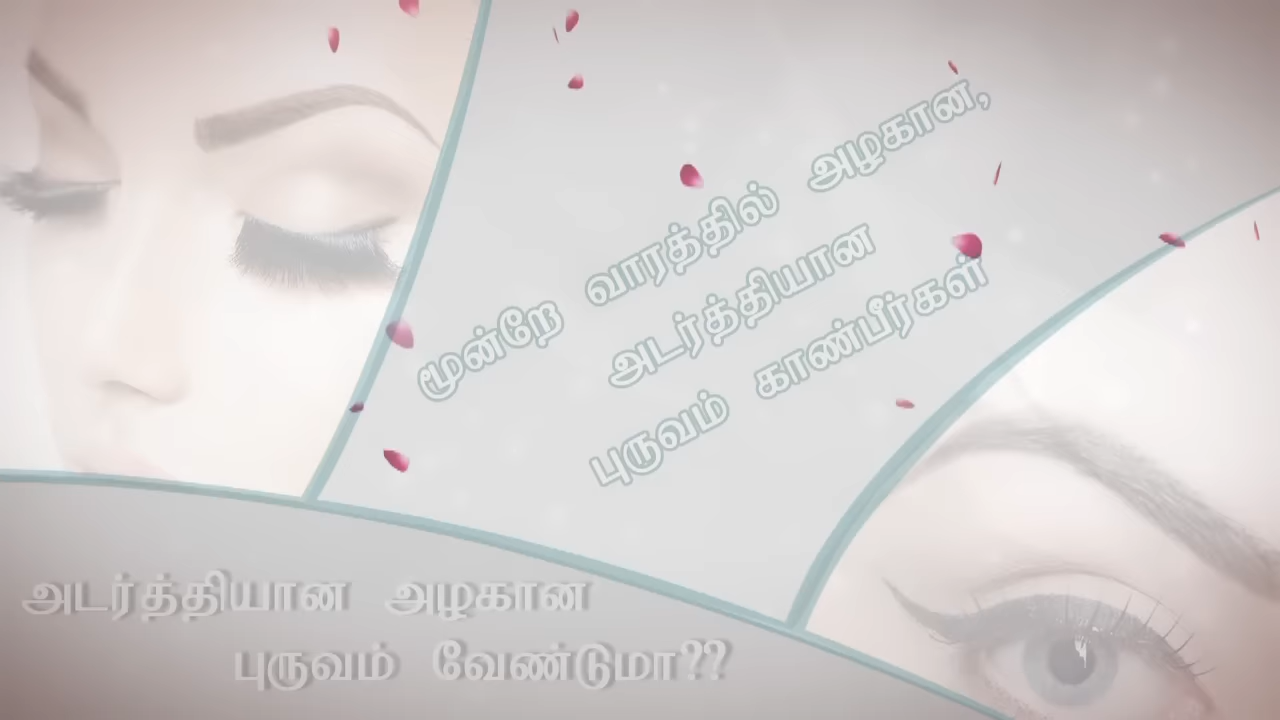 மூன்றே வாரத்தில் அழகான,
அடர்த்தியான
புருவம் காண்பீர்கள்
அடர்த்தியான அழகான
புருவம் வேண்டுமா??